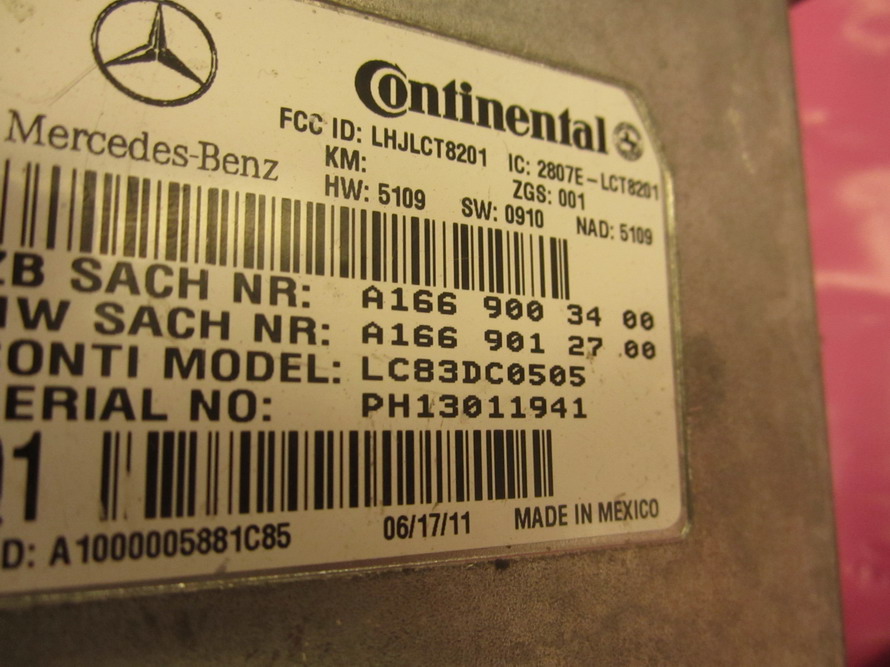 Mercedes-Benz
Continental
FCC ID: LHJLCT8201 IC: 2807E-LCT8201
KM: ZGS: 001
HW: 5109 SW: 0910 NAD: 5109
ZB SACH NR: A166 900 34 00
HW SACH NR: A166 901 27 00
CONTI MODEL: LC83DC0505
ERIAL NO: PH13011941
Q1
D: A1000005881C85 06/17/11 MADE IN MEXICO